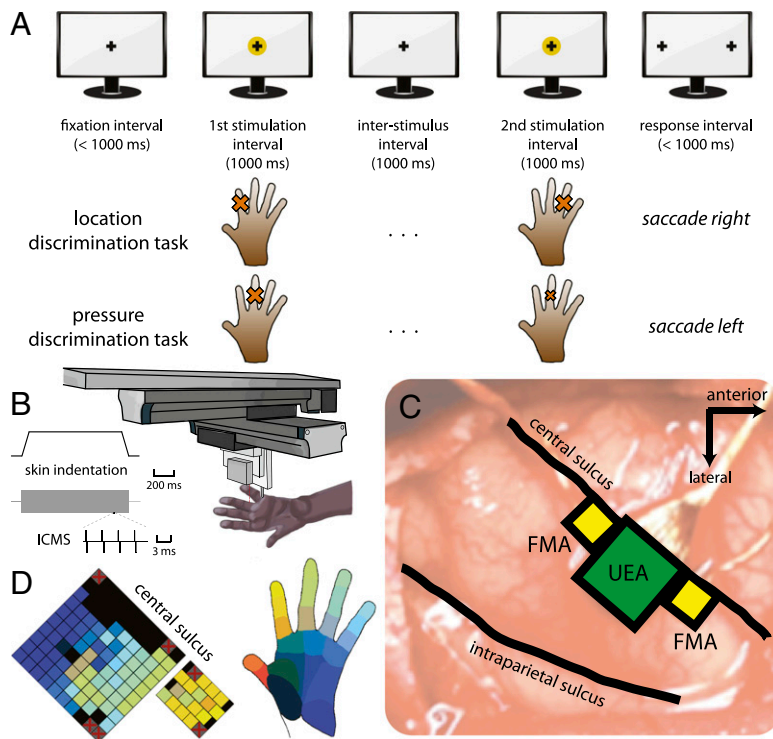 A
fixation interval
(< 1000 ms)
1st stimulation
interval
(1000 ms)
inter-stimulus
interval
(1000 ms)
2nd stimulation
interval
(1000 ms)
response interval
(< 1000 ms)
location
discrimination task
. . .
saccade right
pressure
discrimination task
. . .
saccade left
B
skin indentation
200 ms
ICMS
3 ms
C
anterior
lateral
central sulcus
FMA
UEA
FMA
intraparietal sulcus
D
central sulcus